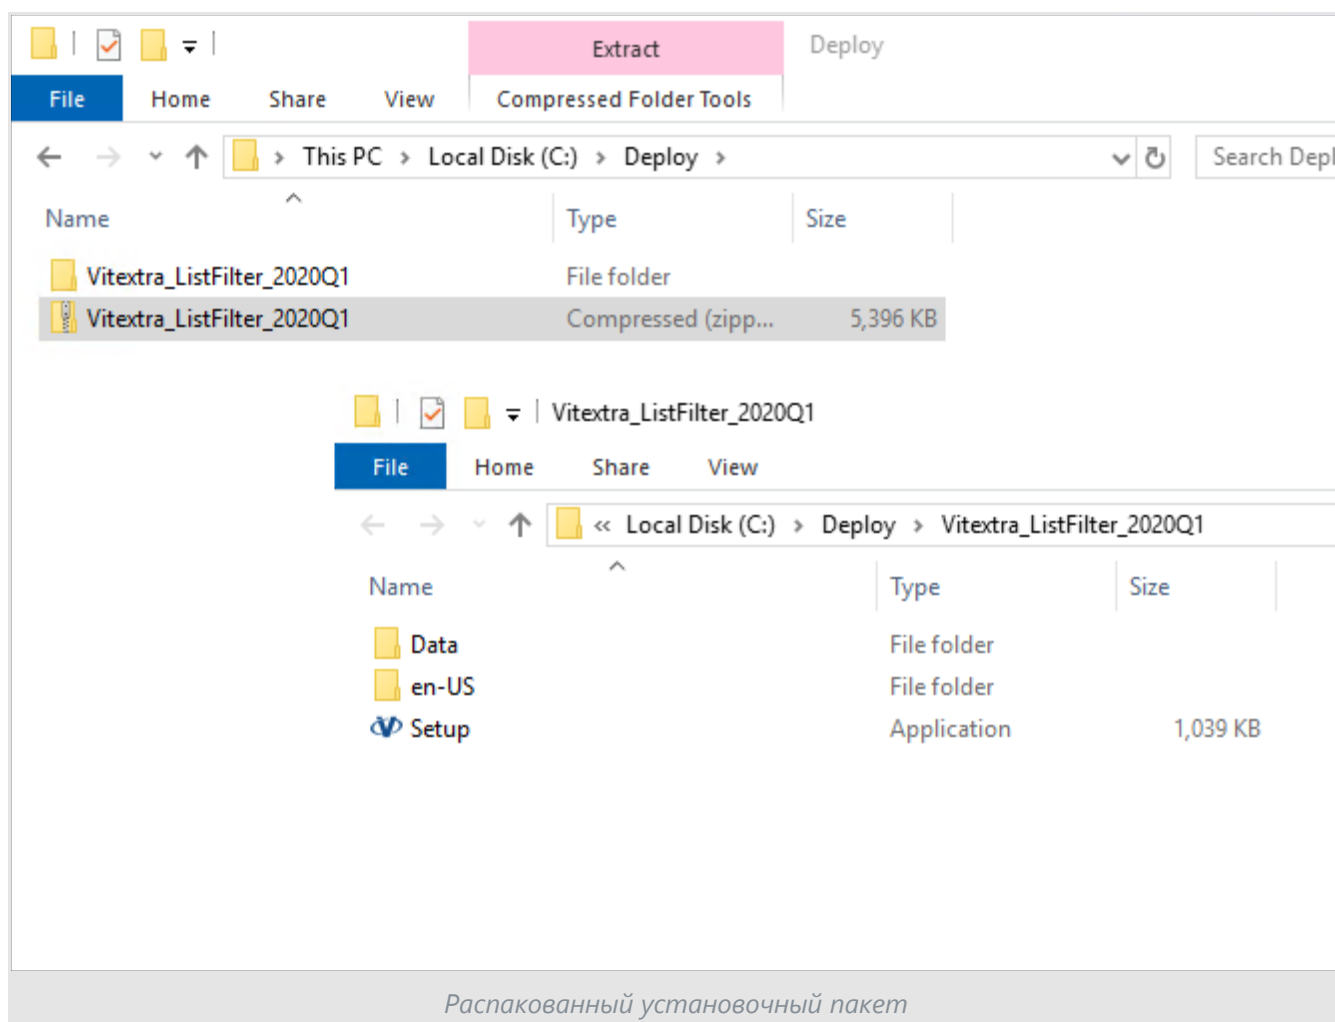 Extract Deploy
File Home Share View Compressed Folder Tools
This PC > Local Disk (C:) > Deploy > Search Depl
Name Type Size
Vitextra_ListFilter_2020Q1 File folder
Vitextra_ListFilter_2020Q1 Compressed (zipp... 5,396 KB
Vitextra_ListFilter_2020Q1
File Home Share View
« Local Disk (C:) > Deploy > Vitextra_ListFilter_2020Q1
Name Type Size
Data File folder
en-US File folder
Setup Application 1,039 KB
Распакованный установочный пакет